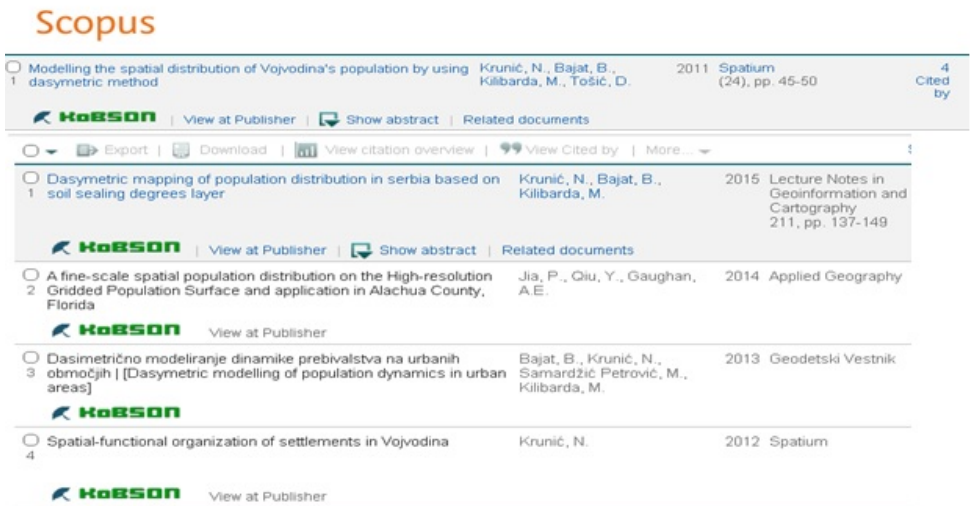 Scopus
1 Modelling the spatial distribution of Vojvodina's population by using dasymetric method Krunić, N., Bajat, B., Kilibarda, M., Tošić, D. 2011 Spatium (24), pp. 45-50 4 Cited by
KoBSON | View at Publisher | Show abstract | Related documents
Export | Download | View citation overview | View Cited by | More...
1 Dasymetric mapping of population distribution in serbia based on soil sealing degrees layer Krunić, N., Bajat, B., Kilibarda, M. 2015 Lecture Notes in Geoinformation and Cartography 211, pp. 137-149
KoBSON | View at Publisher | Show abstract | Related documents
2 A fine-scale spatial population distribution on the High-resolution Gridded Population Surface and application in Alachua County, Florida Jia, P., Qiu, Y., Gaughan, A.E. 2014 Applied Geography
KoBSON View at Publisher
3 Dasimetrično modeliranje dinamike prebivalstva na urbanih območjih | [Dasymetric modelling of population dynamics in urban areas] Bajat, B., Krunić, N., Samardžić Petrović, M., Kilibarda, M. 2013 Geodetski Vestnik
KoBSON
4 Spatial-functional organization of settlements in Vojvodina Krunić, N. 2012 Spatium
KoBSON View at Publisher